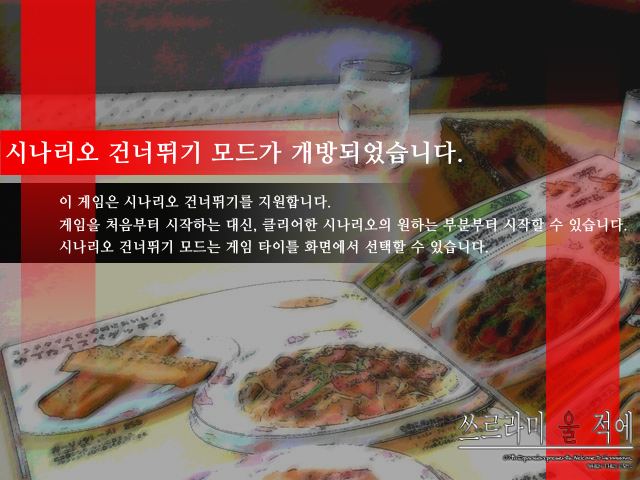 시나리오 건너뛰기 모드가 개방되었습니다.
이 게임은 시나리오 건너뛰기를 지원합니다.
게임을 처음부터 시작하는 대신, 클리어한 시나리오의 원하는 부분부터 시작할 수 있습니다.
시나리오 건너뛰기 모드는 게임 타이틀 화면에서 선택할 수 있습니다.
쓰르라미 울 적에